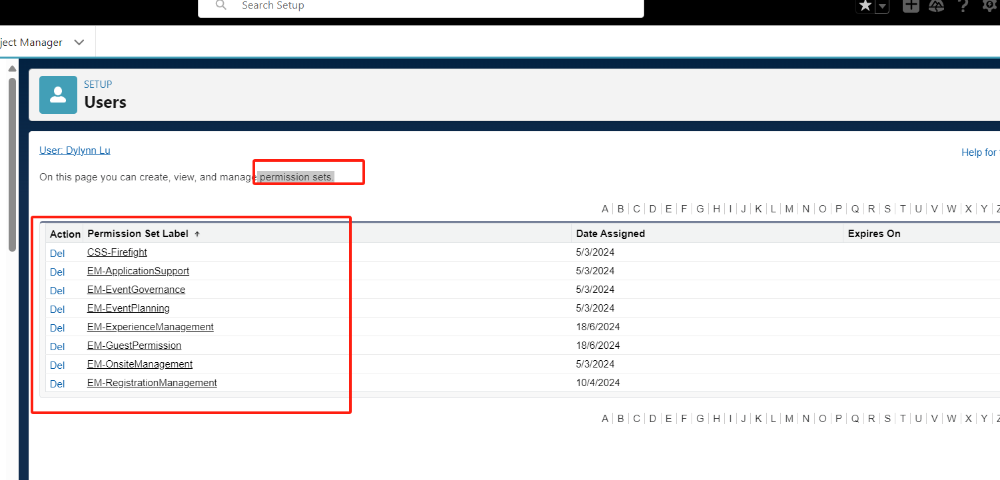 Search Setup
ject Manager
SETUP
Users
User: Dylynn Lu
Help for
On this page you can create, view, and manage permission sets.
A B C D E F G H I J K L M N O P Q R S T U V W X Y Z
Action Permission Set Label Date Assigned Expires On
Del CSS-Firefight 5/3/2024
Del EM-ApplicationSupport 5/3/2024
Del EM-EventGovernance 5/3/2024
Del EM-EventPlanning 5/3/2024
Del EM-ExperienceManagement 18/6/2024
Del EM-GuestPermission 18/6/2024
Del EM-OnsiteManagement 5/3/2024
Del EM-RegistrationManagement 10/4/2024
A B C D E F G H I J K L M N O P Q R S T U V W X Y Z